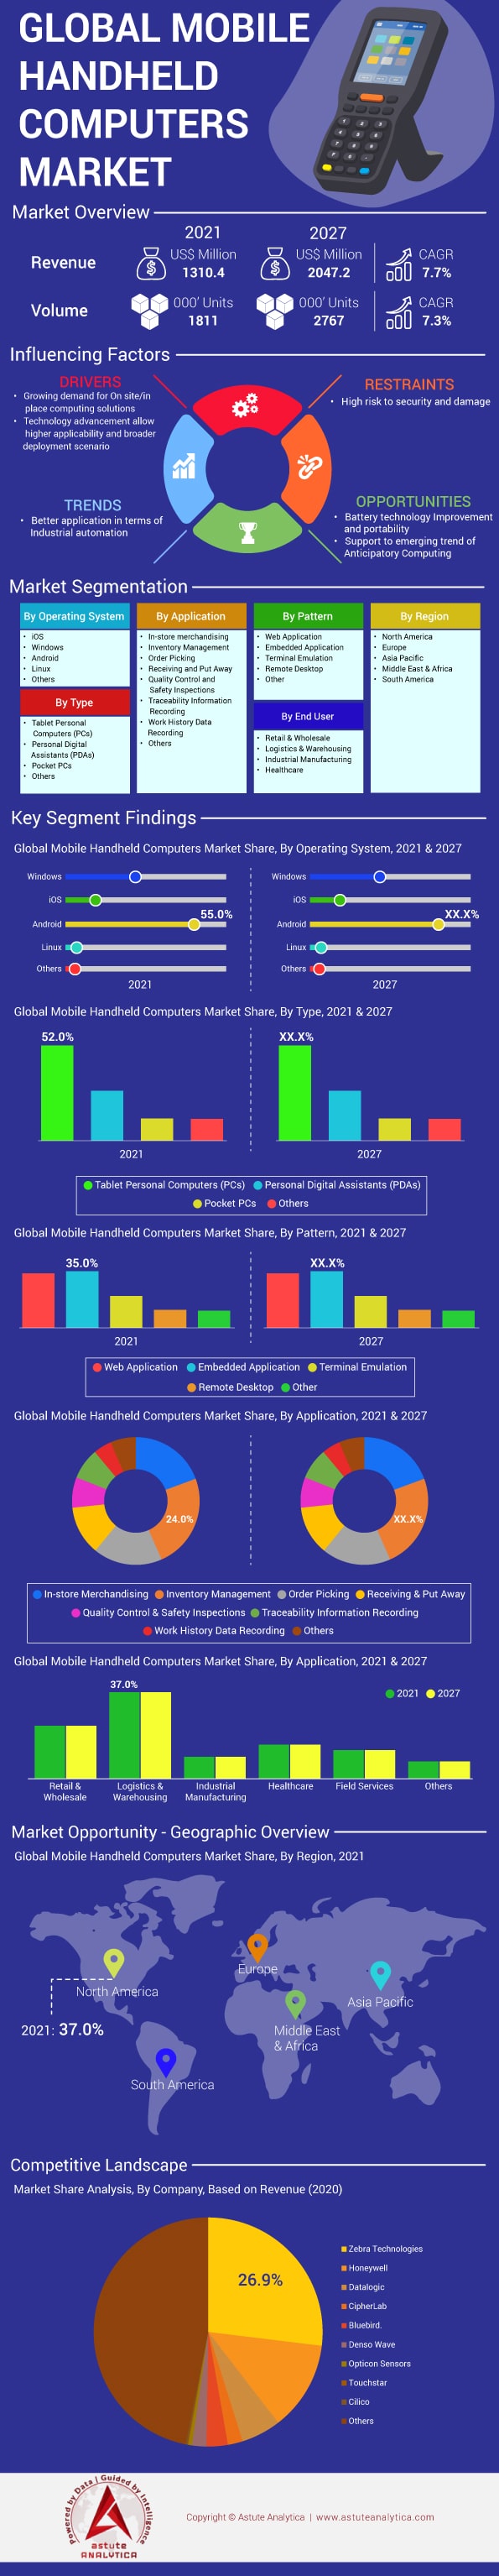 GLOBAL MOBILE
HANDHELD
COMPUTERS
MARKET
Market Overview
2021
2027
Revenue
US$ Million
1310.4
US$ Million
2047.2
CAGR
7.7%
Volume
000' Units
1811
000' Units
2767
CAGR
7.3%
Influencing Factors
DRIVERS
• Growing demand for On site/in
place computing solutions
• Technology advancement allow
higher applicability and broader
deployment scenario
RESTRAINTS
• High risk to security and damage
TRENDS
• Better application in terms of
Industrial automation
OPPORTUNITIES
• Battery technology Improvement
and portability
• Support to emerging trend of
Anticipatory Computing
Market Segmentation
By Operating System
• iOS
• Windows
• Android
• Linux
• Others
By Type
• Tablet Personal
Computers (PCs)
• Personal Digital
Assistants (PDAs)
• Pocket PCs
• Others
By Application
• In-store merchandising
• Inventory Management
• Order Picking
• Receiving and Put Away
• Quality Control and
Safety Inspections
• Traceability Information
Recording
• Work History Data
Recording
• Others
By Pattern
• Web Application
• Embedded Application
• Terminal Emulation
• Remote Desktop
• Other
By End User
• Retail & Wholesale
• Logistics & Warehousing
• Industrial Manufacturing
• Healthcare
By Region
• North America
• Europe
• Asia Pacific
• Middle East & Africa
• South America
Key Segment Findings
Global Mobile Handheld Computers Market Share, By Operating System, 2021 & 2027
Windows
iOS
55.0%
Android
Linux
Others
2021
Windows
iOS
XX.X%
Android
Linux
Others
2027
Global Mobile Handheld Computers Market Share, By Type, 2021 & 2027
52.0%
XX.X%
2021
2027
Tablet Personal Computers (PCs) Personal Digital Assistants (PDAs)
Pocket PCs Others
Global Mobile Handheld Computers Market Share, By Pattern, 2021 & 2027
35.0%
XX.X%
2021
2027
Web Application Embedded Application Terminal Emulation
Remote Desktop Other
Global Mobile Handheld Computers Market Share, By Application, 2021 & 2027
24.0%
XX.X%
In-store Merchandising Inventory Management Order Picking Receiving & Put Away
Quality Control & Safety Inspections Traceability Information Recording
Work History Data Recording Others
Global Mobile Handheld Computers Market Share, By Application, 2021 & 2027
37.0%
2021 2027
Retail &
Wholesale
Logistics &
Warehousing
Industrial
Manufacturing
Healthcare
Field Services
Others
Market Opportunity - Geographic Overview
Global Mobile Handheld Computers Market Share, By Region, 2021
Europe
North America
Asia Pacific
2021: 37.0%
Middle East
& Africa
South America
Competitive Landscape
Market Share Analysis, By Company, Based on Revenue (2020)
26.9%
Zebra Technologies
Honeywell
Datalogic
CipherLab
Bluebird.
Denso Wave
Opticon Sensors
Touchstar
Cilico
Others
Powered by Data | Guided by Intelligence
astute
ANALYTICA
Copyright © Astute Analytica | www.astuteanalytica.com